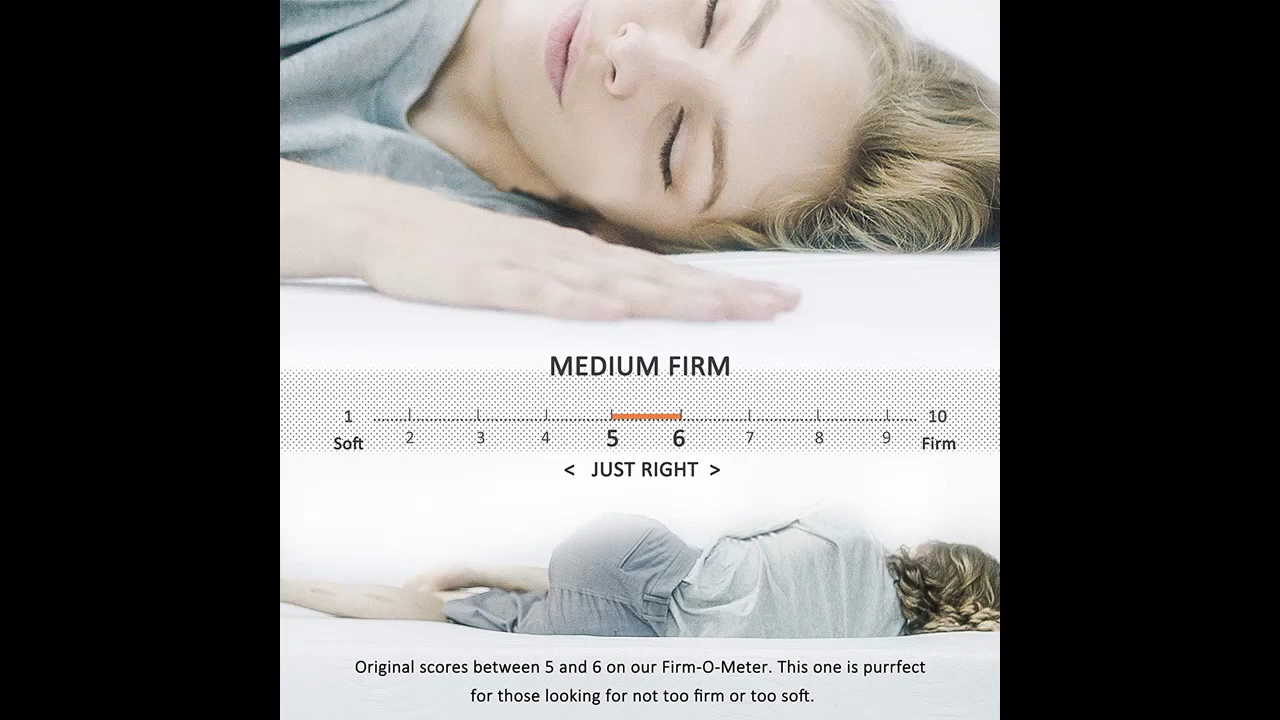 MEDIUM FIRM
1 10
Soft 2 3 4 5 6 7 8 9 Firm
< JUST RIGHT >
Original scores between 5 and 6 on our Firm-O-Meter. This one is purrfect
for those looking for not too firm or too soft.